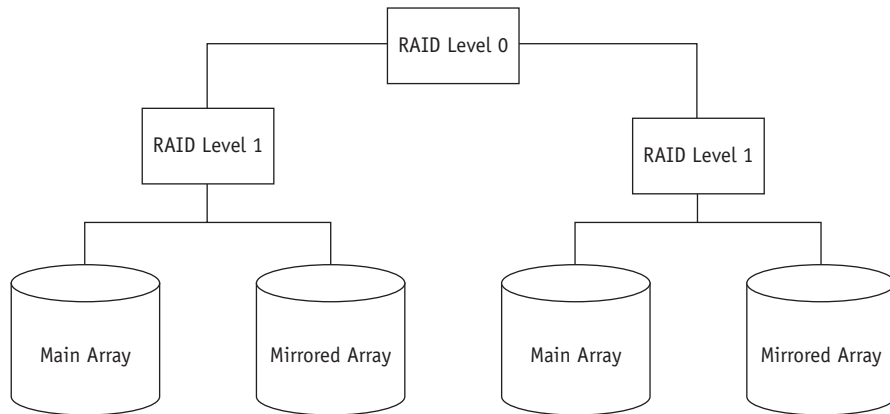 RAID Level 0
RAID Level 1
RAID Level 1
Main Array
Mirrored Array
Main Array
Mirrored Array